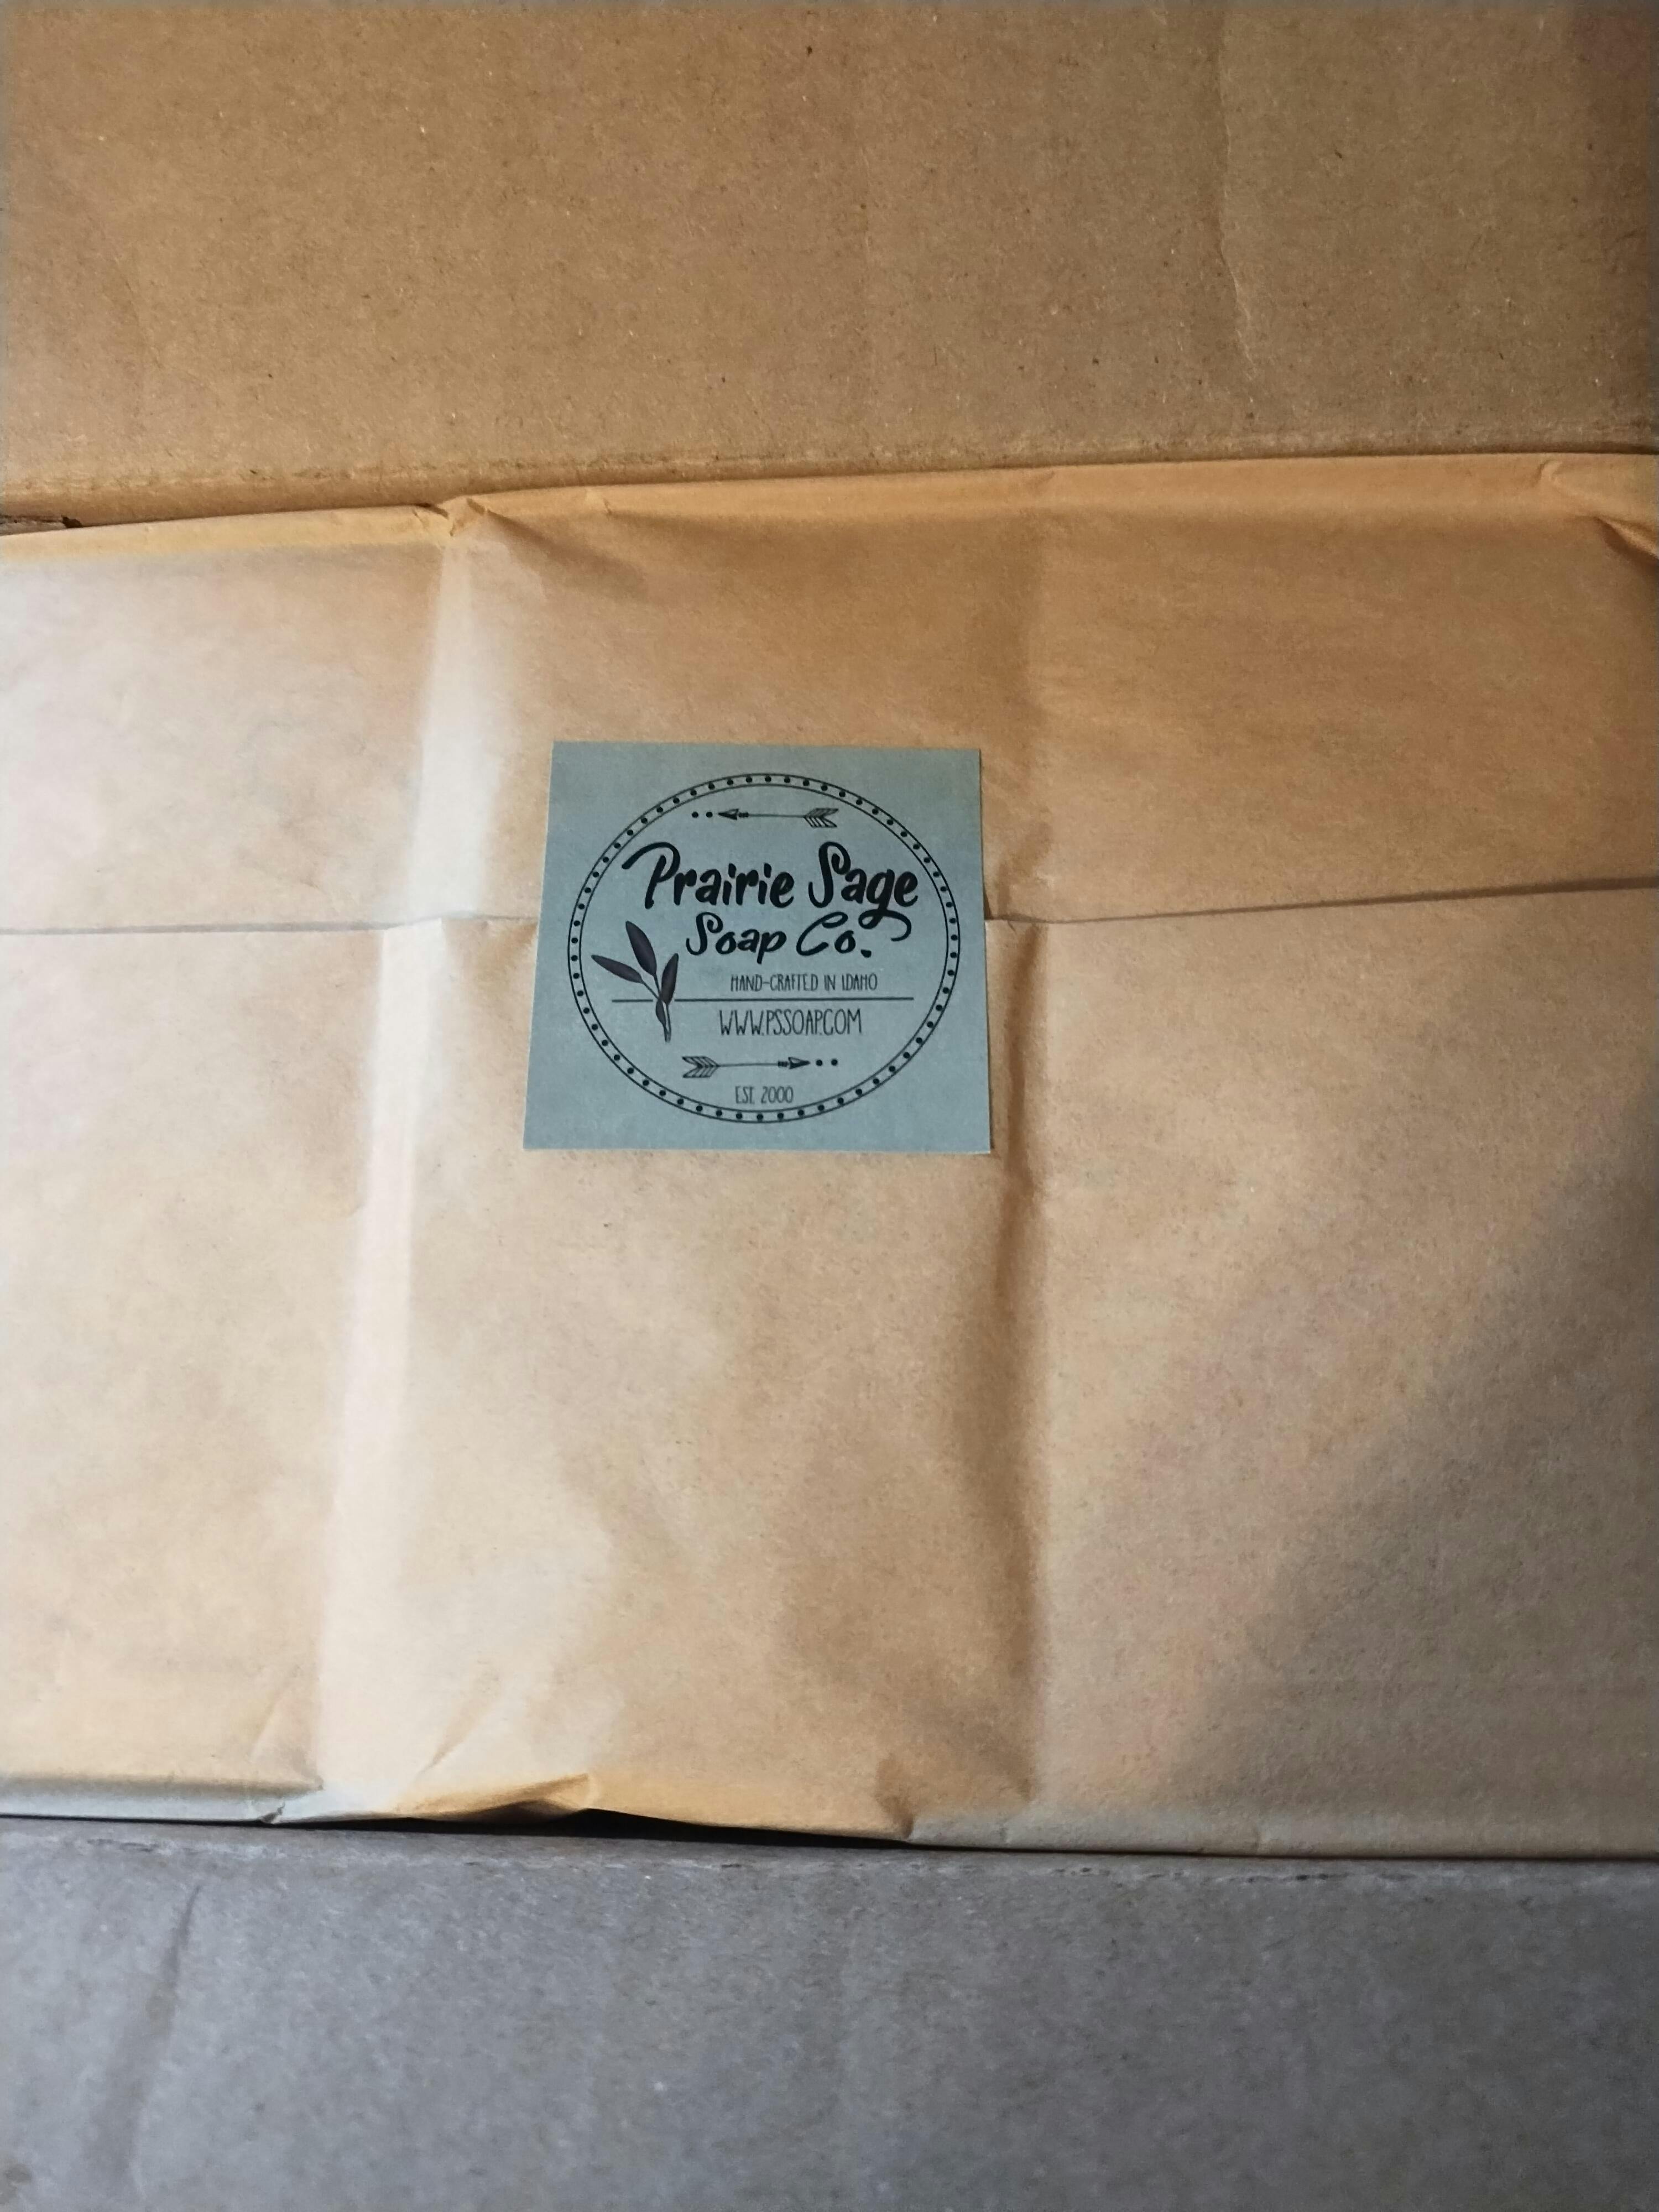 Prairie Sage
Soap Co.
HAND-CRAFTED IN IDAHO
WWW.PSSOAP.COM
EST. 2000